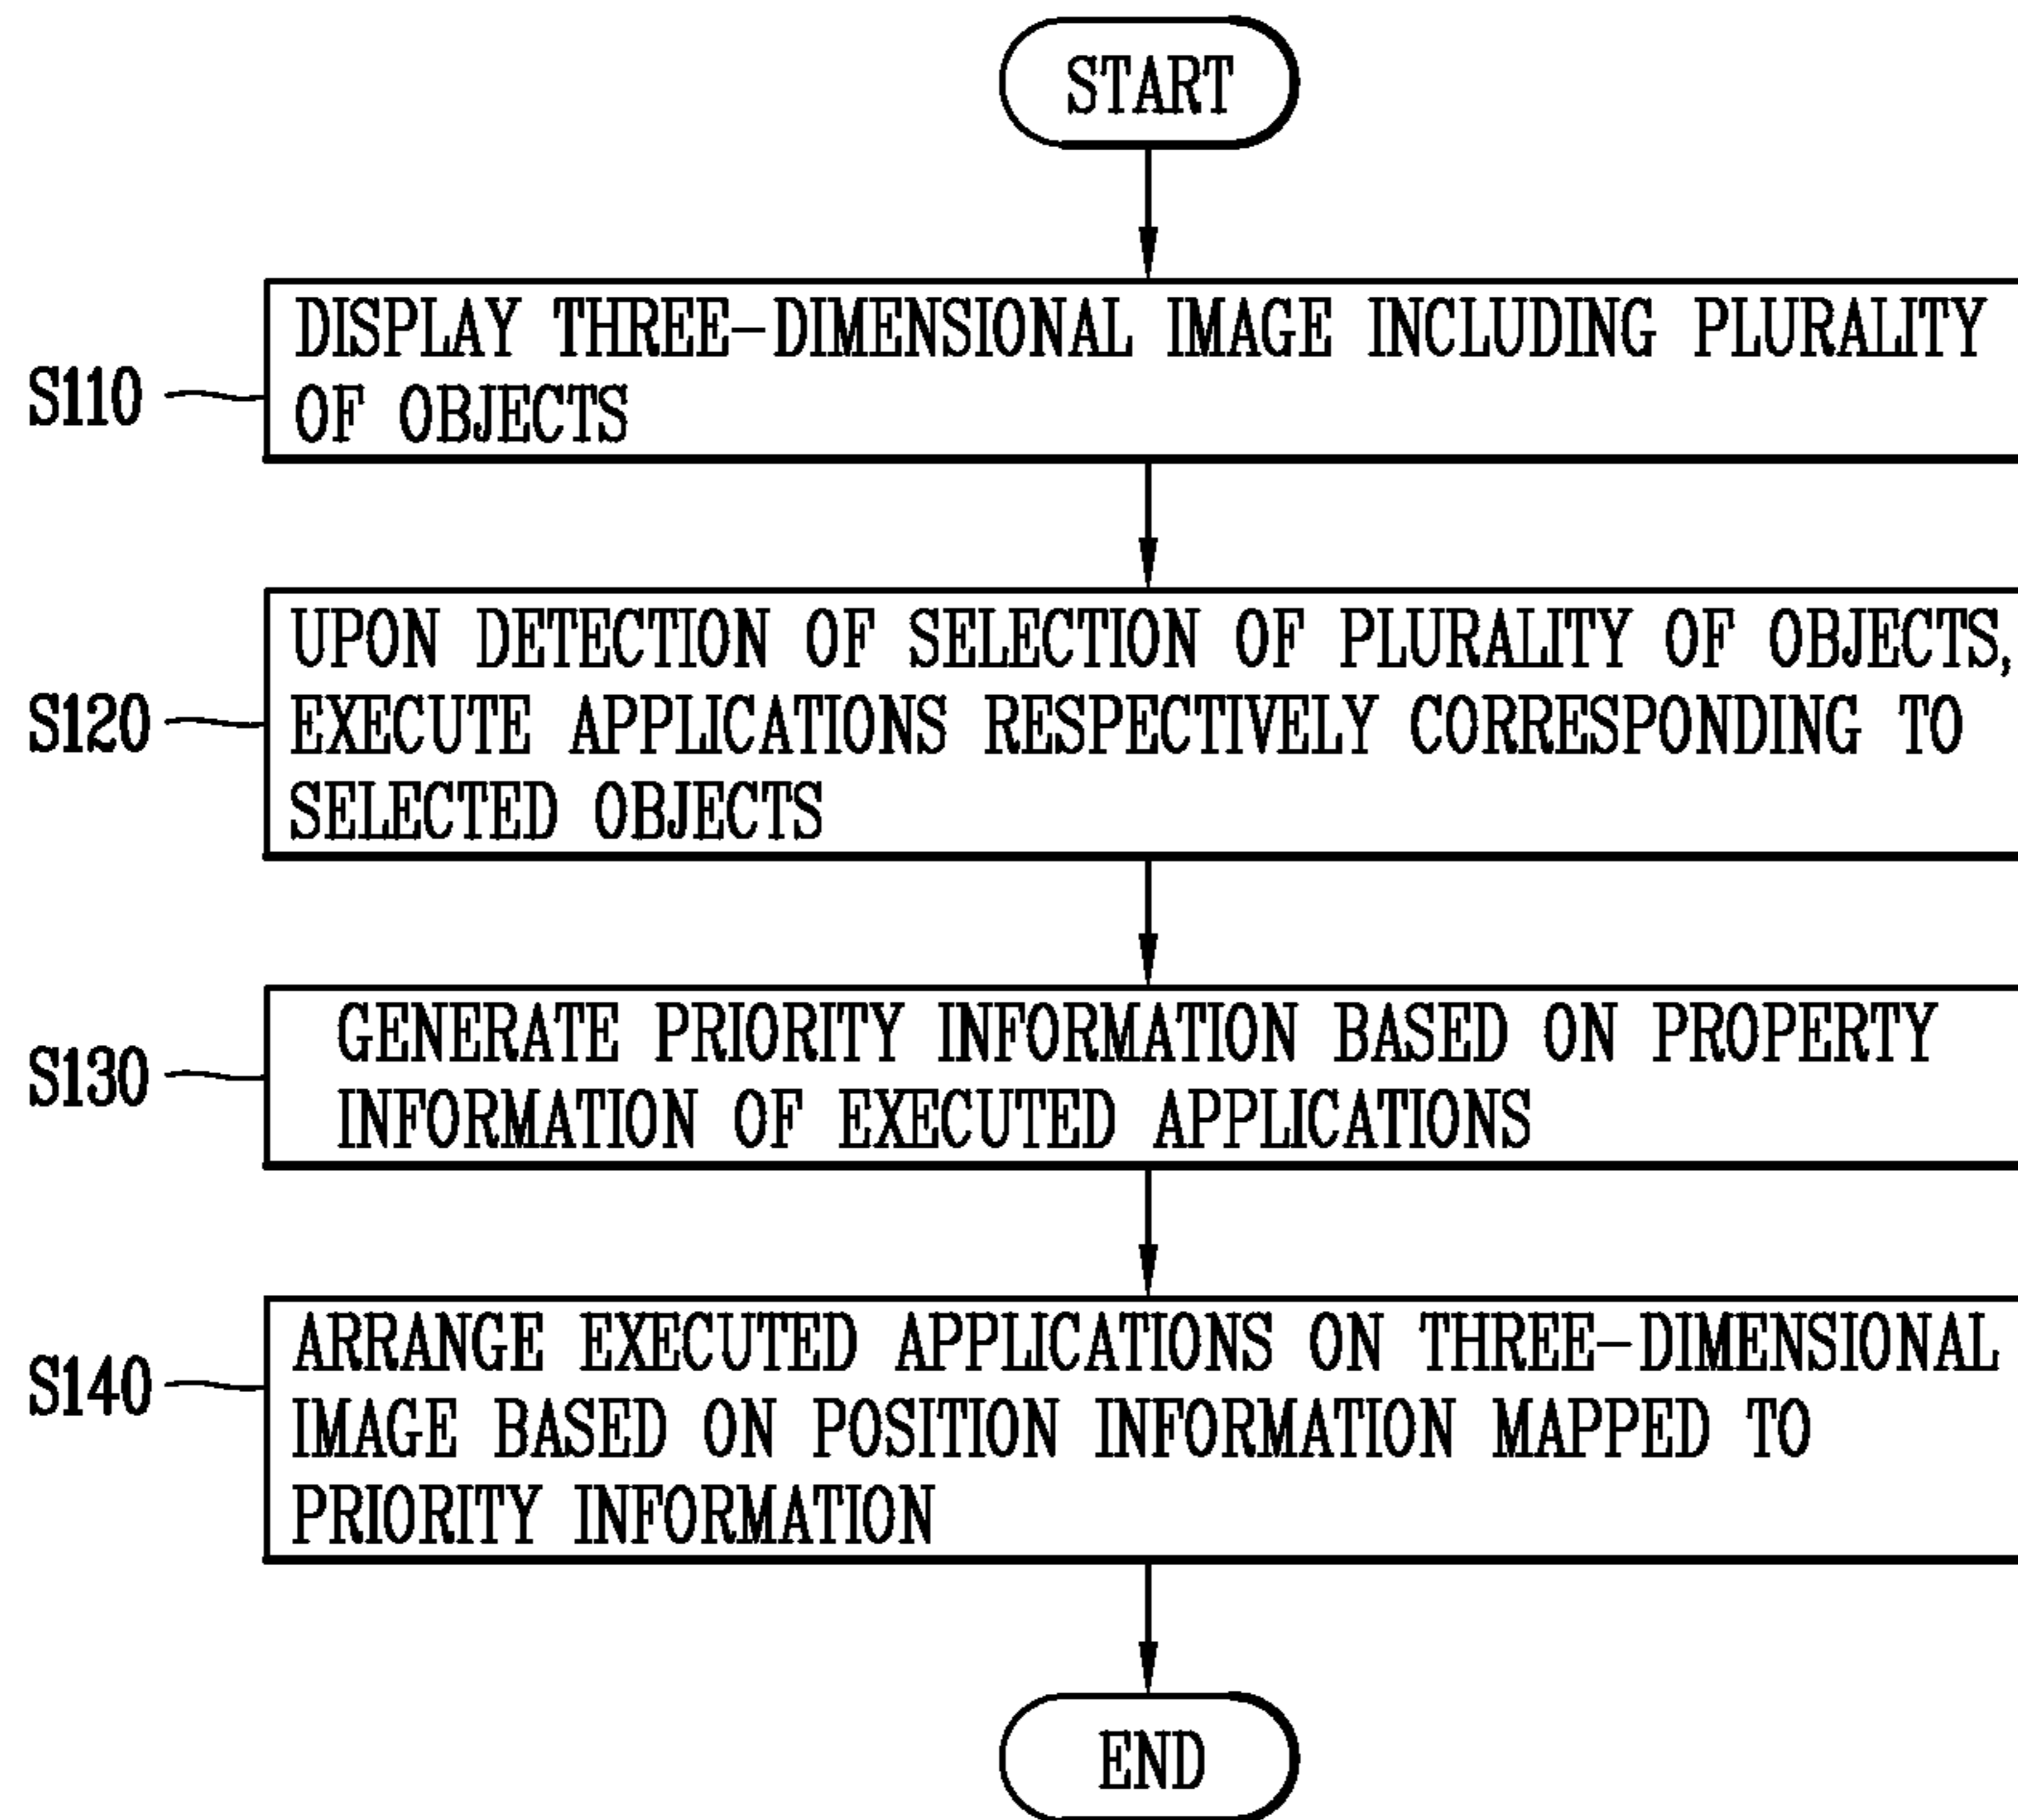 START
DISPLAY THREE-DIMENSIONAL IMAGE INCLUDING PLURALITY
OF OBJECTS
S110
UPON DETECTION OF SELECTION OF PLURALITY OF OBJECTS,
EXECUTE APPLICATIONS RESPECTIVELY CORRESPONDING TO
SELECTED OBJECTS
S120
GENERATE PRIORITY INFORMATION BASED ON PROPERTY
INFORMATION OF EXECUTED APPLICATIONS
S130
ARRANGE EXECUTED APPLICATIONS ON THREE-DIMENSIONAL
IMAGE BASED ON POSITION INFORMATION MAPPED TO
PRIORITY INFORMATION
S140
END